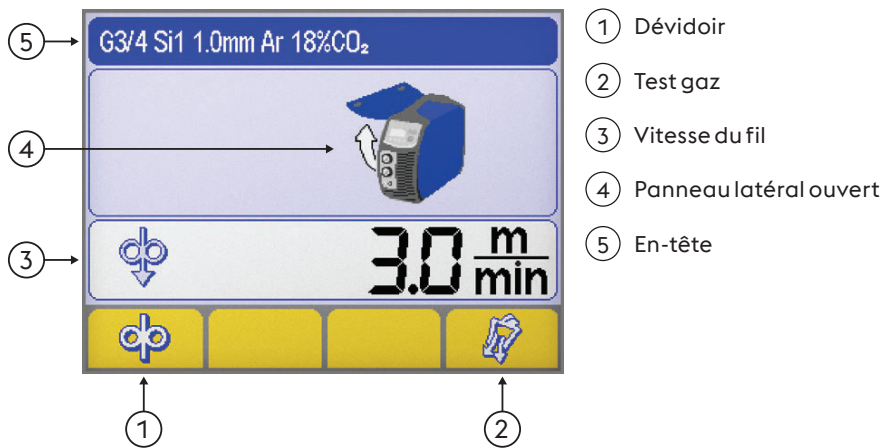 5
G3/4 Si1 1.0mm Ar 18%CO₂
4
3
3.0 m/min
1
2
1 Dévidoir
2 Test gaz
3 Vitesse du fil
4 Panneau latéral ouvert
5 En-tête